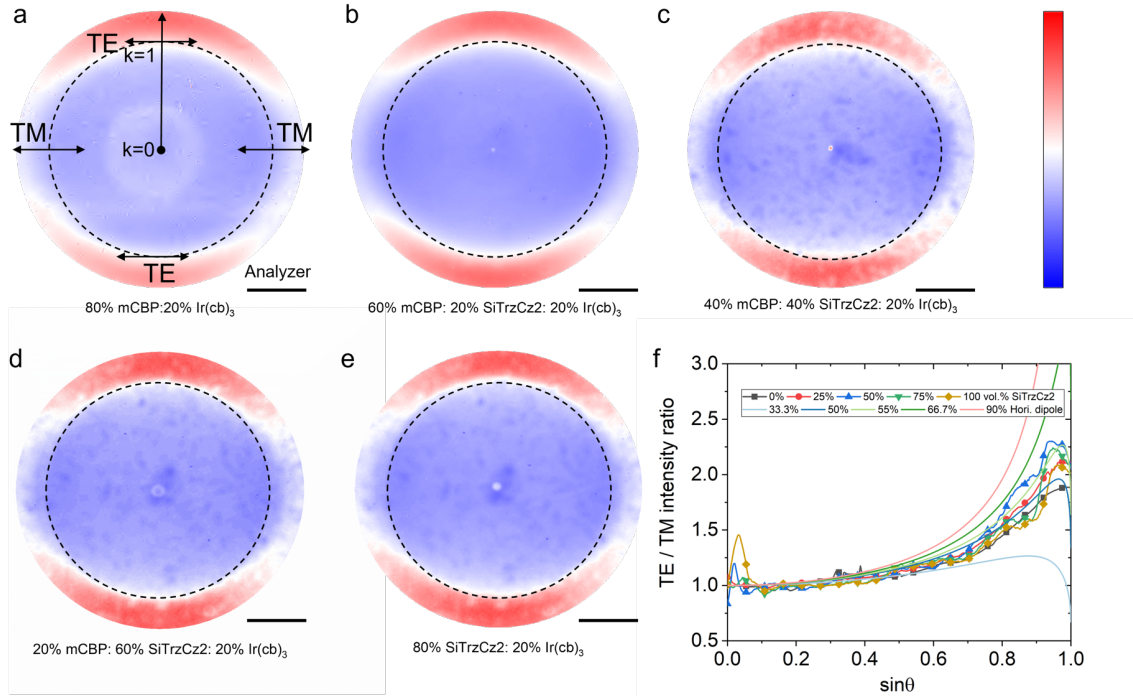 a
TE
k=1
TM
k=0
TM
TE
Analyzer
80% mCBP:20% Ir(cb)₃
b
60% mCBP: 20% SiTrzCz2: 20% Ir(cb)₃
c
40% mCBP: 40% SiTrzCz2: 20% Ir(cb)₃
d
20% mCBP: 60% SiTrzCz2: 20% Ir(cb)₃
e
80% SiTrzCz2: 20% Ir(cb)₃
f
3.0
2.5
2.0
1.5
1.0
0.5
TE / TM intensity ratio
0% 25% 50% 75% 100 vol.% SiTrzCz2
33.3% 50% 55% 66.7% 90% Hori. dipole
0.0 0.2 0.4 0.6 0.8 1.0
sinθ